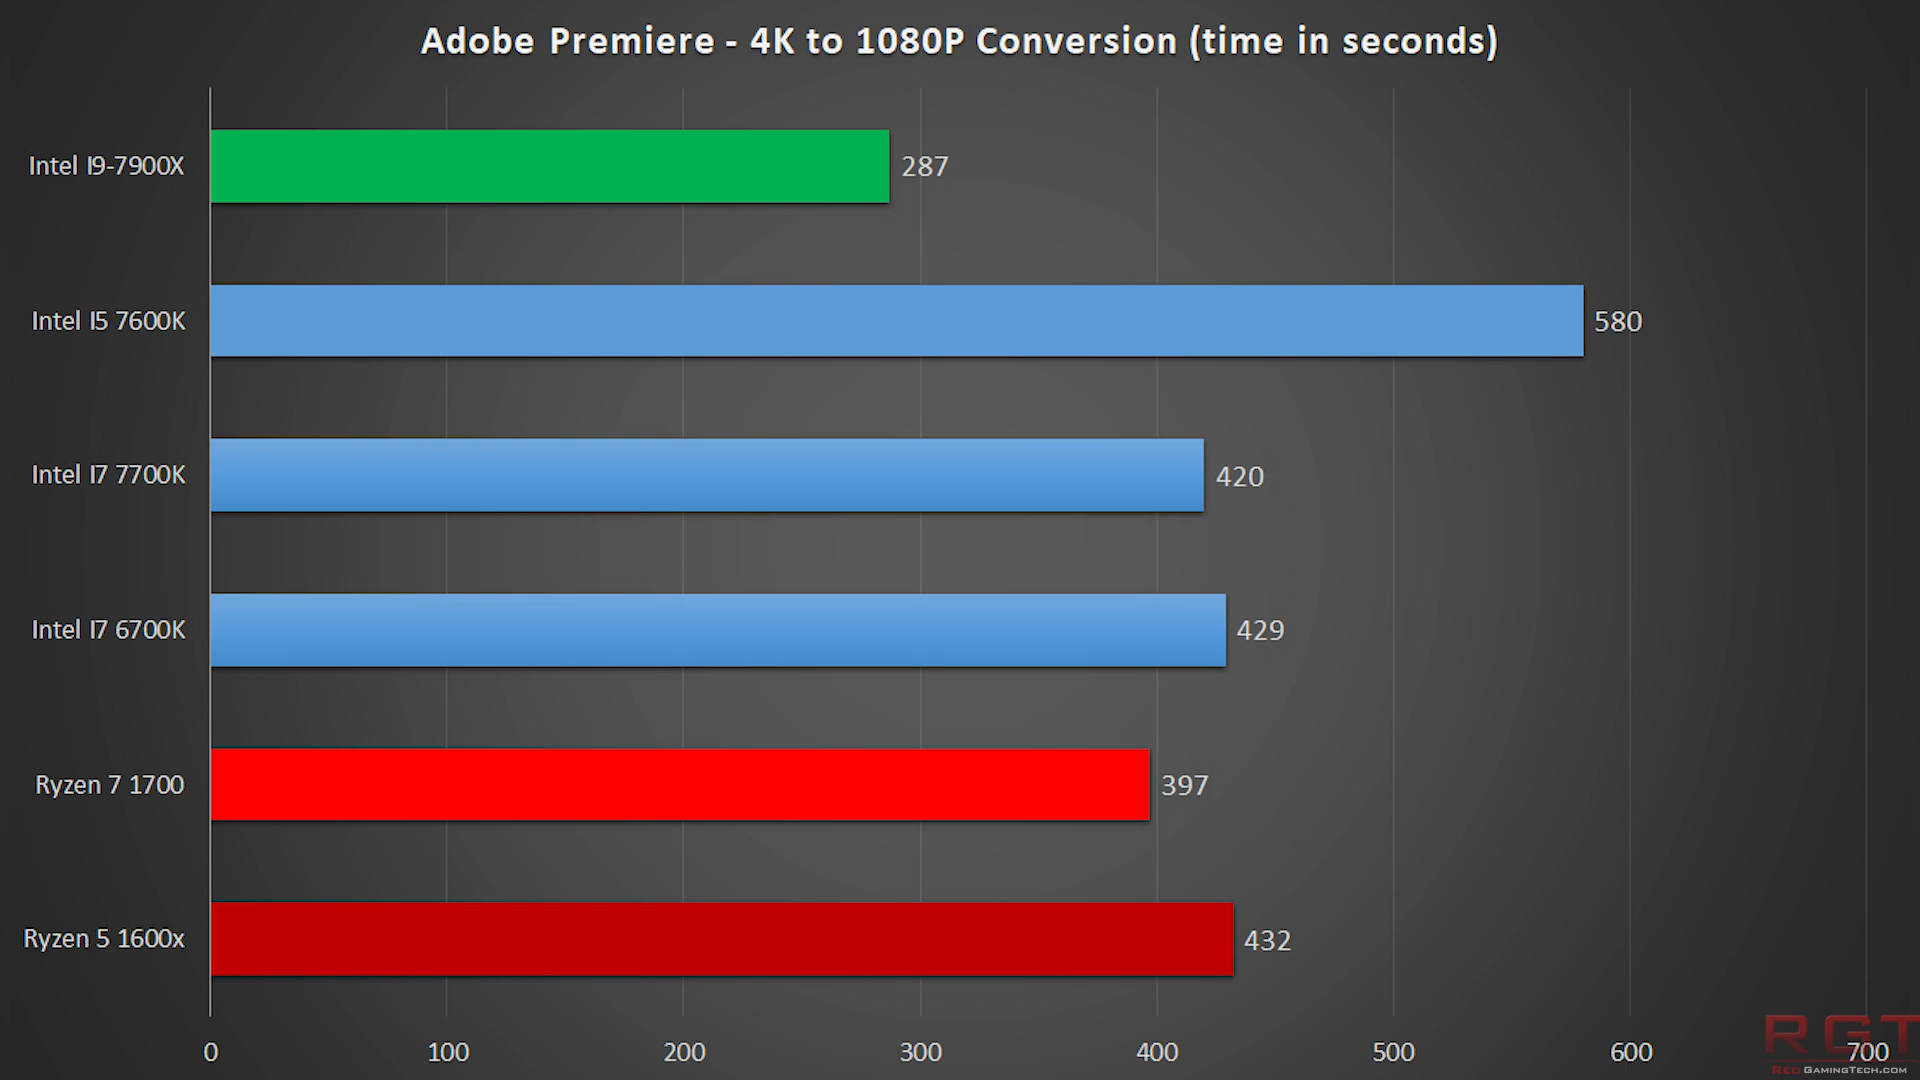 Adobe Premiere - 4K to 1080P Conversion (time in seconds)
Intel I9-7900X 287
Intel I5 7600K 580
Intel I7 7700K 420
Intel I7 6700K 429
Ryzen 7 1700 397
Ryzen 5 1600x 432
0 100 200 300 400 500 600 700
RGT
RedGamingTech.com